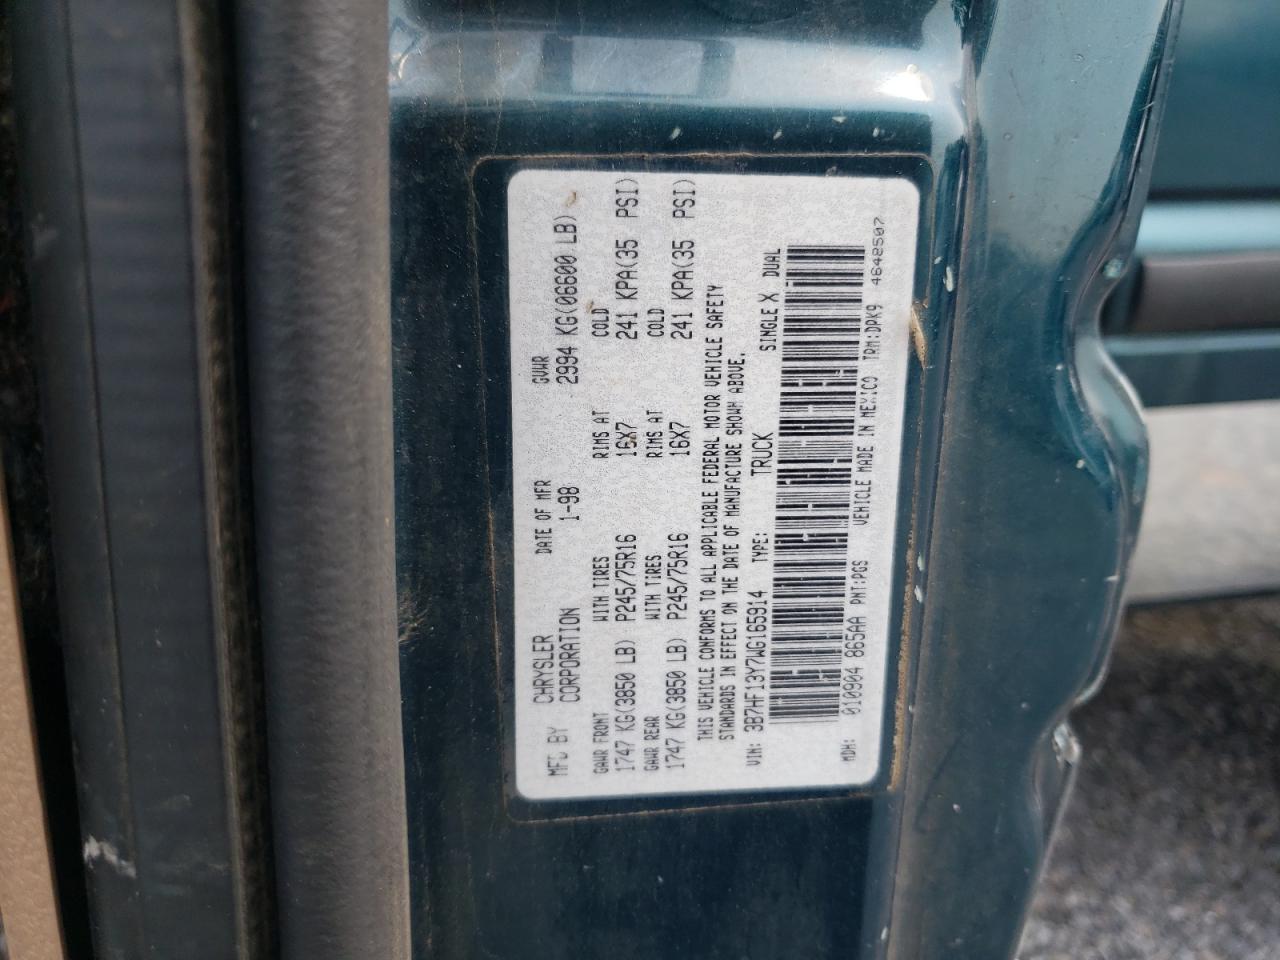 MFD BY CHRYSLER CORPORATION DATE OF MFR 1-98 GVWR 2994 KG(06600 LB)
GAWR FRONT WITH TIRES RIMS AT COLD
1747 KG(3850 LB) P245/75R16 16X7 241 KPA(35 PSI)
GAWR REAR WITH TIRES RIMS AT COLD
1747 KG(3850 LB) P245/75R16 16X7 241 KPA(35 PSI)
THIS VEHICLE CONFORMS TO ALL APPLICABLE FEDERAL MOTOR VEHICLE SAFETY
STANDARDS IN EFFECT ON THE DATE OF MANUFACTURE SHOWN ABOVE.
VIN: 3B7HF13Y7WG165914 TYPE: TRUCK SINGLE X DUAL
MDH: 010904 865AA PNT:PGS VEHICLE MADE IN MEXICO TRM:DPK9 4648507